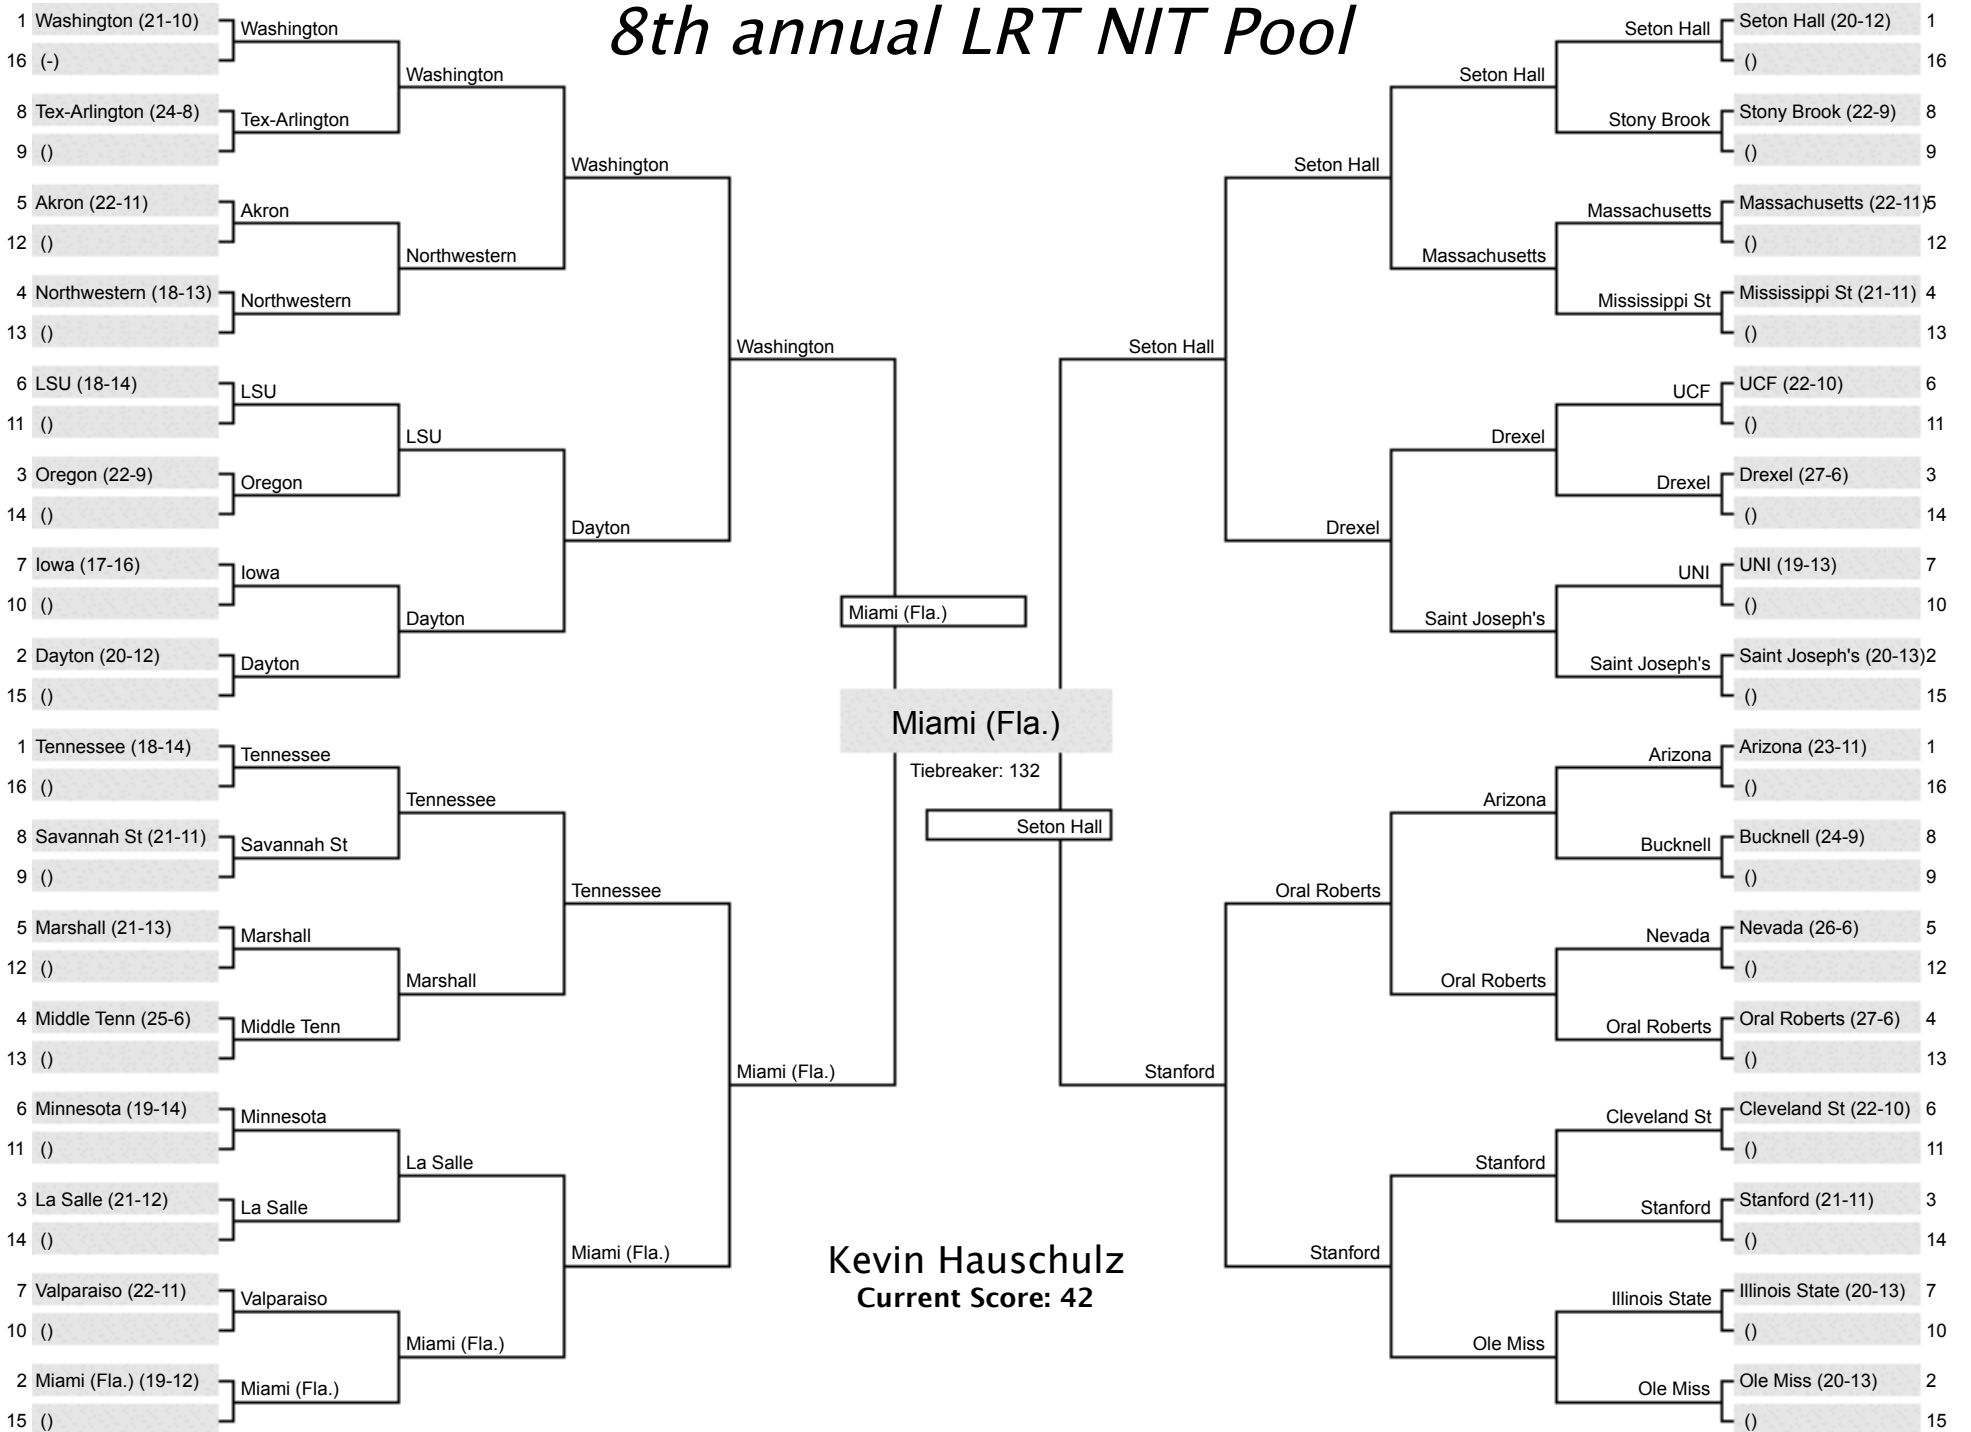 8th annual LRT NIT Pool
1 Washington (21-10)
16 (-)
8 Tex-Arlington (24-8)
9 ()
5 Akron (22-11)
12 ()
4 Northwestern (18-13)
13 ()
6 LSU (18-14)
11 ()
3 Oregon (22-9)
14 ()
7 Iowa (17-16)
10 ()
2 Dayton (20-12)
15 ()
1 Tennessee (18-14)
16 ()
8 Savannah St (21-11)
9 ()
5 Marshall (21-13)
12 ()
4 Middle Tenn (25-6)
13 ()
6 Minnesota (19-14)
11 ()
3 La Salle (21-12)
14 ()
7 Valparaiso (22-11)
10 ()
2 Miami (Fla.) (19-12)
15 ()
Washington
Tex-Arlington
Akron
Northwestern
LSU
Oregon
Iowa
Dayton
Tennessee
Savannah St
Marshall
Middle Tenn
Minnesota
La Salle
Valparaiso
Miami (Fla.)
Washington
Northwestern
LSU
Dayton
Tennessee
Marshall
La Salle
Miami (Fla.)
Washington
Dayton
Tennessee
Miami (Fla.)
Washington
Miami (Fla.)
Miami (Fla.)
Miami (Fla.)
Tiebreaker: 132
Seton Hall
Kevin Hauschulz
Current Score: 42
Seton Hall
Stanford
Seton Hall
Drexel
Oral Roberts
Stanford
Seton Hall
Massachusetts
Drexel
Saint Joseph's
Arizona
Oral Roberts
Stanford
Ole Miss
Seton Hall
Stony Brook
Massachusetts
Mississippi St
UCF
Drexel
UNI
Saint Joseph's
Arizona
Bucknell
Nevada
Oral Roberts
Cleveland St
Stanford
Illinois State
Ole Miss
Seton Hall (20-12) 1
() 16
Stony Brook (22-9) 8
() 9
Massachusetts (22-11) 5
() 12
Mississippi St (21-11) 4
() 13
UCF (22-10) 6
() 11
Drexel (27-6) 3
() 14
UNI (19-13) 7
() 10
Saint Joseph's (20-13) 2
() 15
Arizona (23-11) 1
() 16
Bucknell (24-9) 8
() 9
Nevada (26-6) 5
() 12
Oral Roberts (27-6) 4
() 13
Cleveland St (22-10) 6
() 11
Stanford (21-11) 3
() 14
Illinois State (20-13) 7
() 10
Ole Miss (20-13) 2
() 15